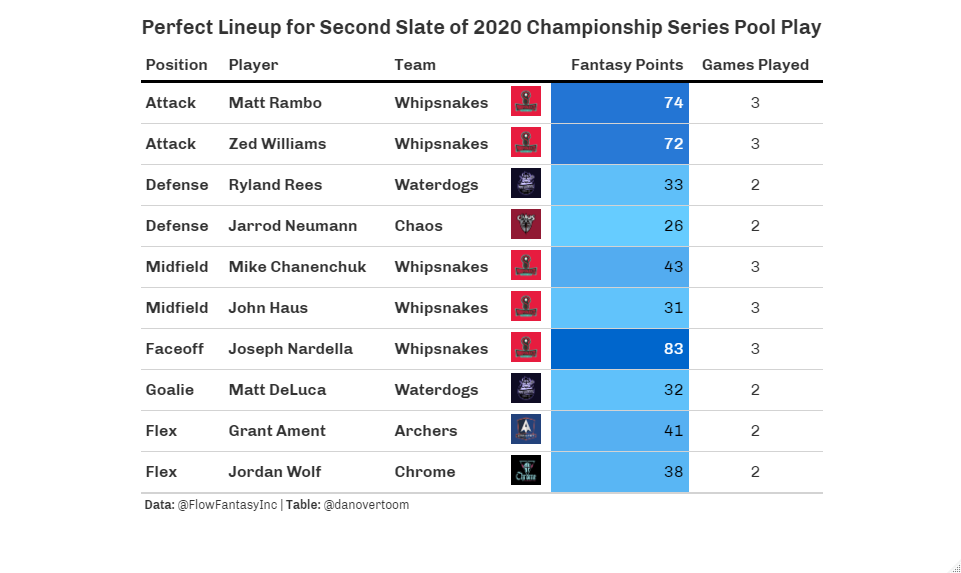 Perfect Lineup for Second Slate of 2020 Championship Series Pool Play
Position Player Team Fantasy Points Games Played
Attack Matt Rambo Whipsnakes 74 3
Attack Zed Williams Whipsnakes 72 3
Defense Ryland Rees Waterdogs 33 2
Defense Jarrod Neumann Chaos 26 2
Midfield Mike Chanenchuk Whipsnakes 43 3
Midfield John Haus Whipsnakes 31 3
Faceoff Joseph Nardella Whipsnakes 83 3
Goalie Matt DeLuca Waterdogs 32 2
Flex Grant Ament Archers 41 2
Flex Jordan Wolf Chrome 38 2
Data: @FlowFantasyInc | Table: @danovertoom